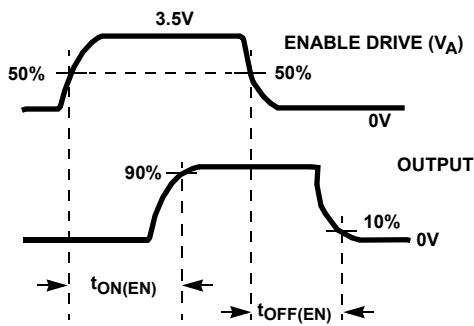 3.5V
ENABLE DRIVE (VA)
50%
50%
0V
OUTPUT
90%
10%
0V
tON(EN)
tOFF(EN)